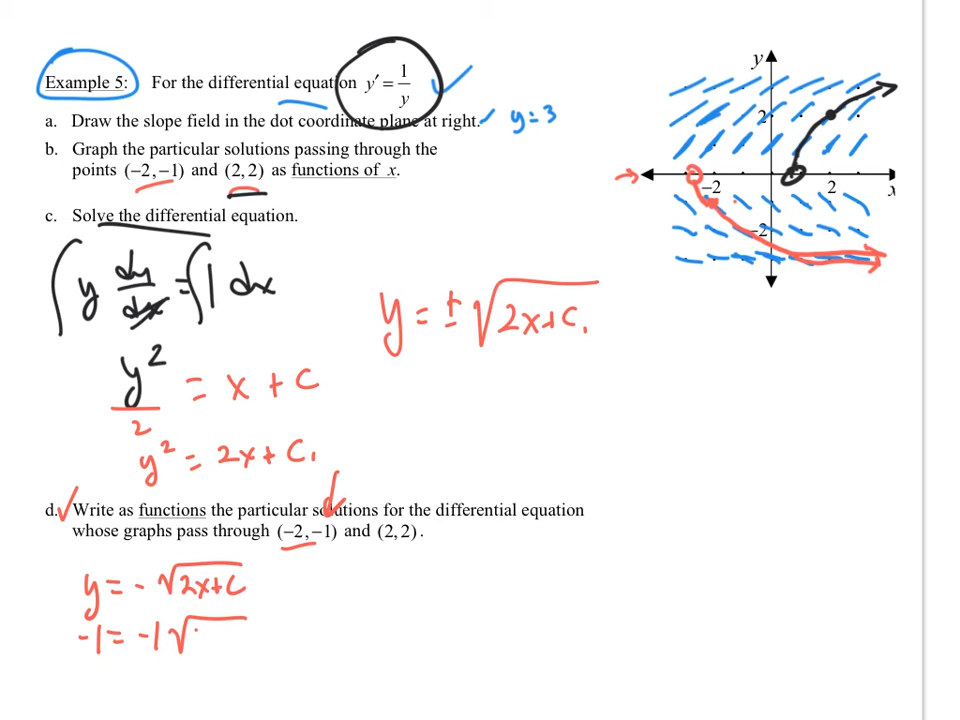 Example 5: For the differential equation y′ = 1/y
a. Draw the slope field in the dot coordinate plane at right. y = 3
b. Graph the particular solutions passing through the
points (−2, −1) and (2, 2) as functions of x.
c. Solve the differential equation.
∫ y dy/dx = ∫ 1 dx
y = ± √(2x + C₁
y²/2 = x + C
y² = 2x + C₁
d. Write as functions the particular solutions for the differential equation
whose graphs pass through (−2, −1) and (2, 2).
y = - √(2x+C
-1 = -1 √
y
2
−2
2
−2
x